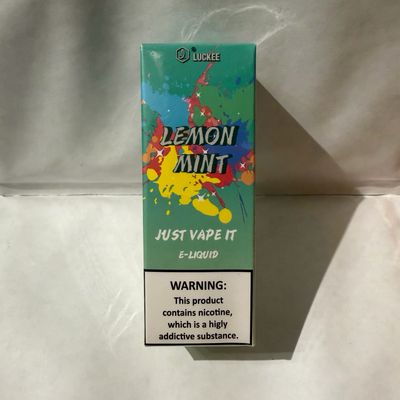 LUCKEE
LEMON
MINT
JUST VAPE IT
E-LIQUID
WARNING:
This product
contains nicotine,
which is a higly
addictive substance.